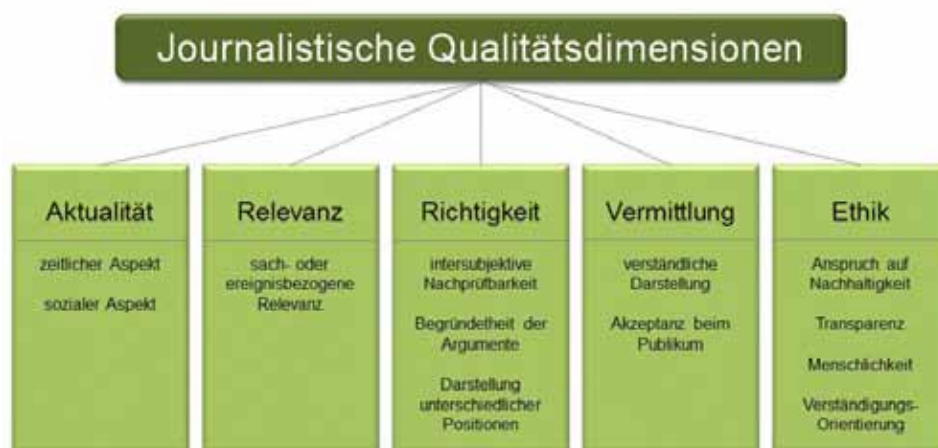 Journalistische Qualitätsdimensionen
Aktualität
zeitlicher Aspekt
sozialer Aspekt
Relevanz
sach- oder
ereignisbezogene
Relevanz
Richtigkeit
intersubjektive
Nachprüfbarkeit
Begründetheit der
Argumente
Darstellung
unterschiedlicher
Positionen
Vermittlung
verständliche
Darstellung
Akzeptanz beim
Publikum
Ethik
Anspruch auf
Nachhaltigkeit
Transparenz
Menschlichkeit
Verständigungs-
Orientierung